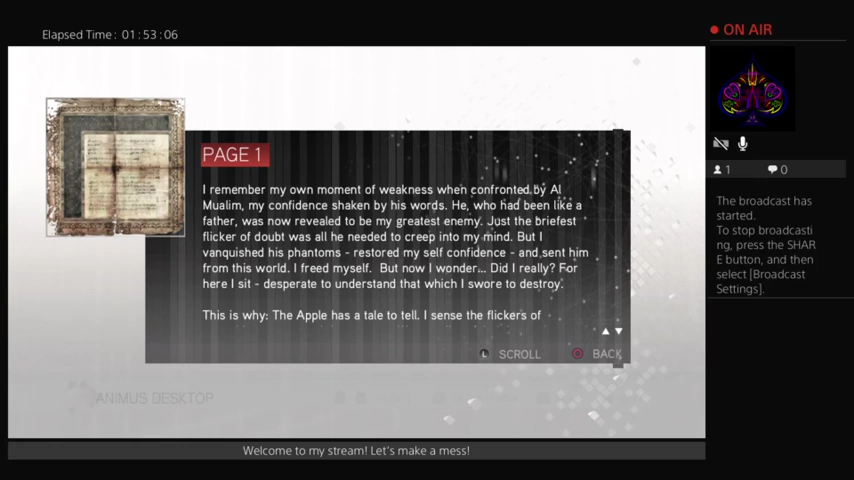 Elapsed Time: 01:53:06
ON AIR
PAGE 1
I remember my own moment of weakness when confronted by Al
Mualim, my confidence shaken by his words. He, who had been like a
father, was now revealed to be my greatest enemy. Just the briefest
flicker of doubt was all he needed to creep into my mind. But I
vanquished his phantoms - restored my self confidence - and sent him
from this world. I freed myself. But now I wonder... Did I really? For
here I sit - desperate to understand that which I swore to destroy.
This is why: The Apple has a tale to tell. I sense the flickers of
L SCROLL
BACK
ANIMUS DESKTOP
1
0
The broadcast has
started.
To stop broadcasti
ng, press the SHAR
E button, and then
select [Broadcast
Settings].
Welcome to my stream! Let's make a mess!